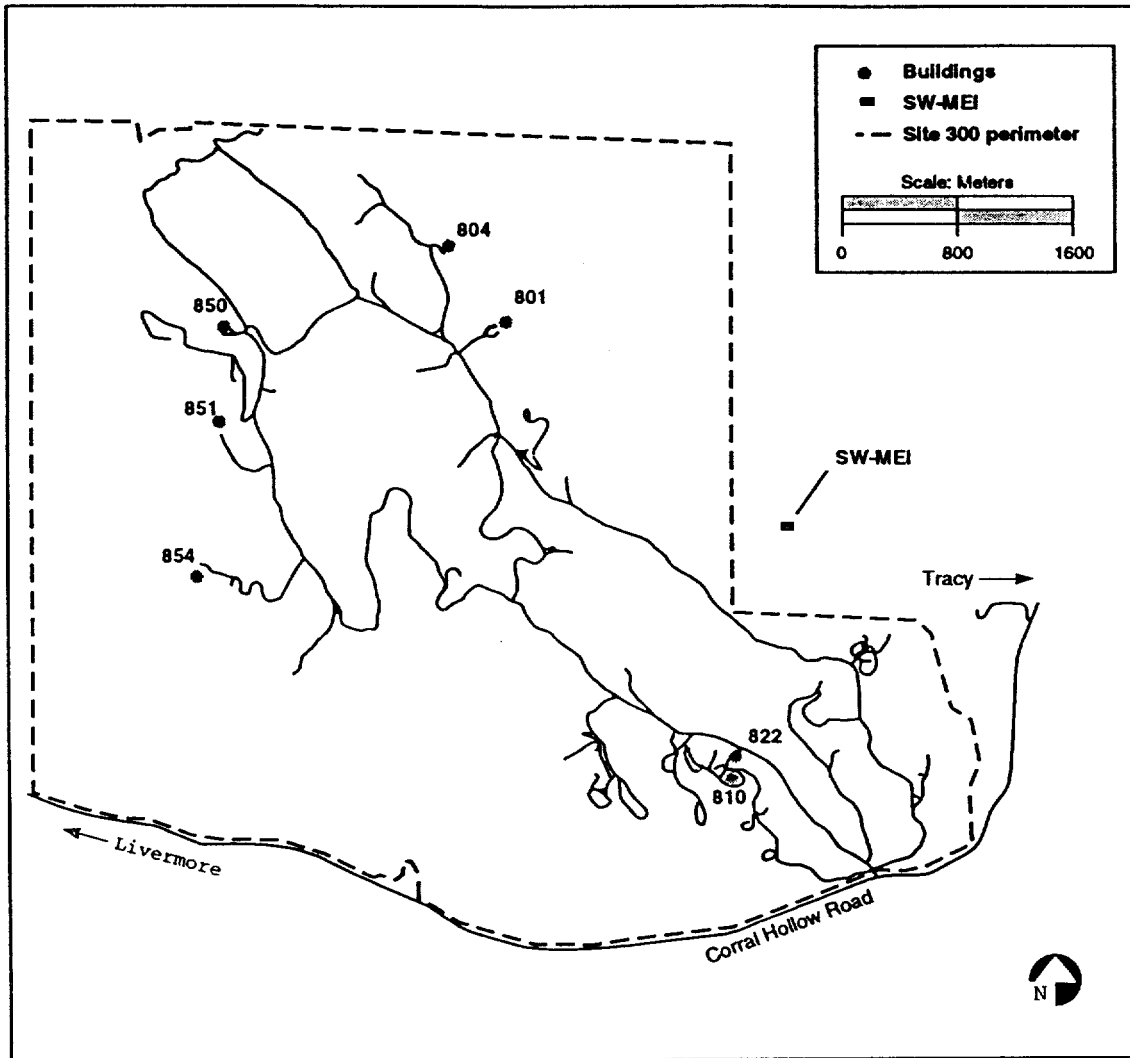 Buildings
SW-MEI
Site 300 perimeter
Scale: Meters
0 800 1600
804
850
801
851
SW-MEI
854
Tracy
822
810
Livermore
Corral Hollow Road
N